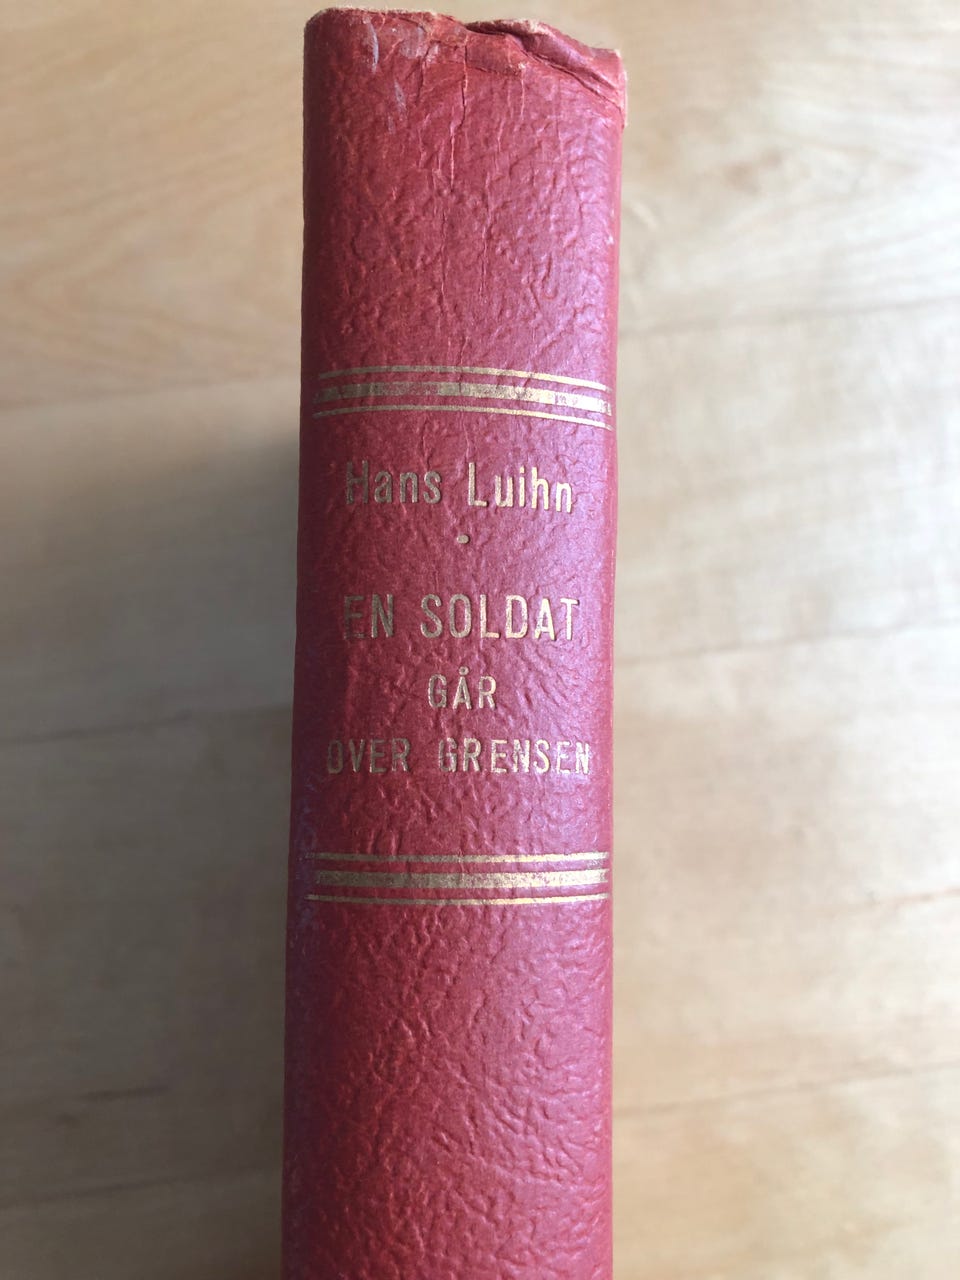 Hans Luihn
•
EN SOLDAT
GÅR
OVER GRENSEN